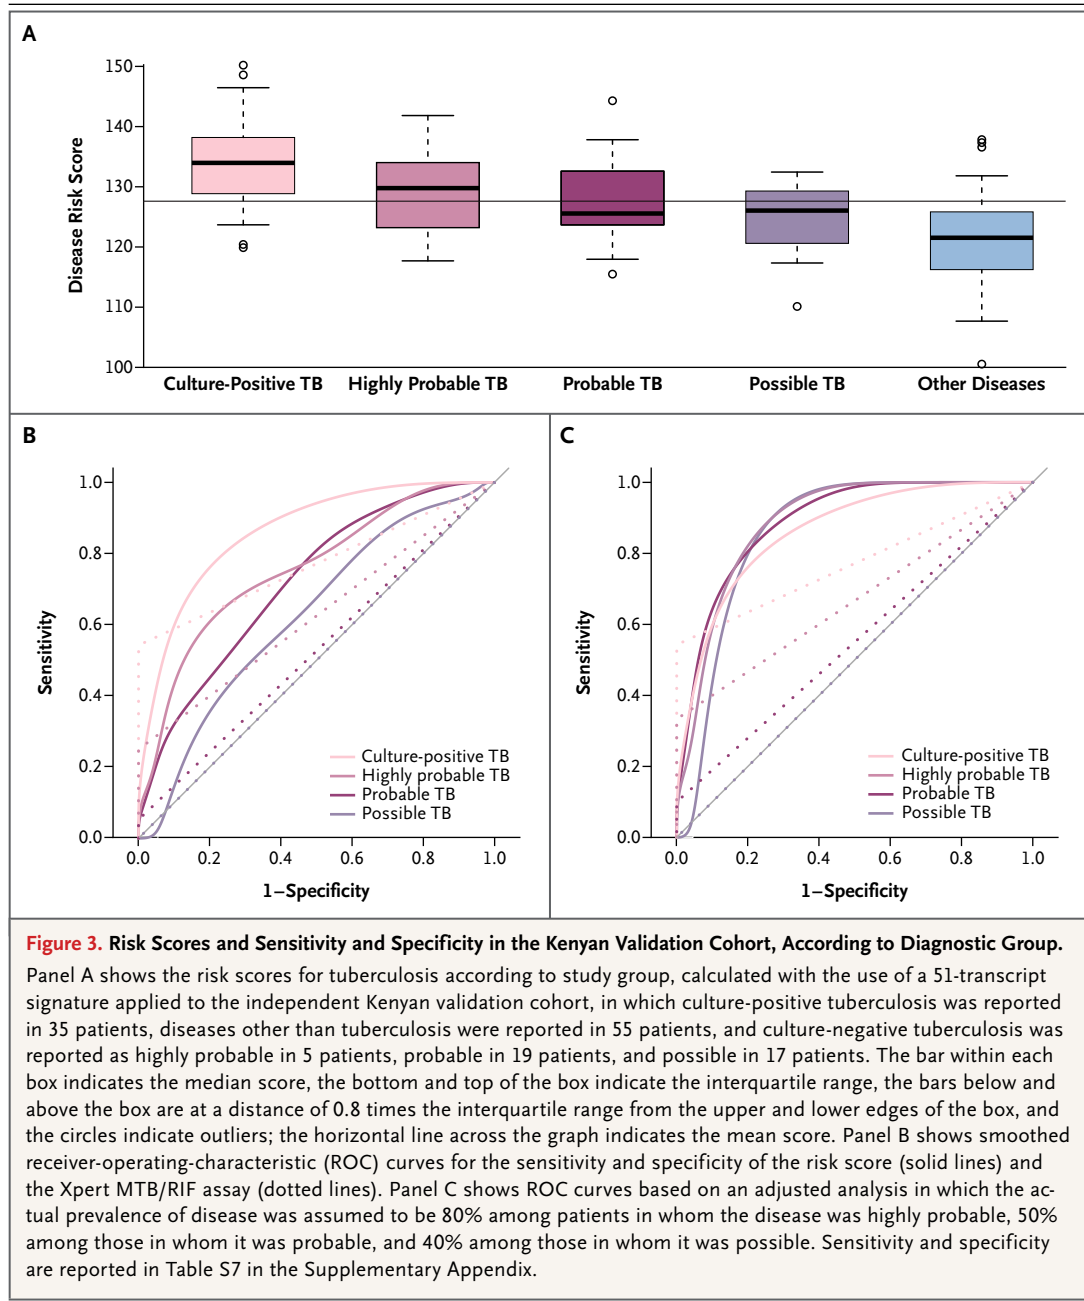 A
150
140
130
120
110
100
Disease Risk Score
Culture-Positive TB
Highly Probable TB
Probable TB
Possible TB
Other Diseases
B
1.0
0.8
0.6
0.4
0.2
0.0
Sensitivity
Culture-positive TB
Highly probable TB
Probable TB
Possible TB
0.0 0.2 0.4 0.6 0.8 1.0
1–Specificity
C
1.0
0.8
0.6
0.4
0.2
0.0
Sensitivity
Culture-positive TB
Highly probable TB
Probable TB
Possible TB
0.0 0.2 0.4 0.6 0.8 1.0
1–Specificity
Figure 3. Risk Scores and Sensitivity and Specificity in the Kenyan Validation Cohort, According to Diagnostic Group.
Panel A shows the risk scores for tuberculosis according to study group, calculated with the use of a 51-transcript
signature applied to the independent Kenyan validation cohort, in which culture-positive tuberculosis was reported
in 35 patients, diseases other than tuberculosis were reported in 55 patients, and culture-negative tuberculosis was
reported as highly probable in 5 patients, probable in 19 patients, and possible in 17 patients. The bar within each
box indicates the median score, the bottom and top of the box indicate the interquartile range, the bars below and
above the box are at a distance of 0.8 times the interquartile range from the upper and lower edges of the box, and
the circles indicate outliers; the horizontal line across the graph indicates the mean score. Panel B shows smoothed
receiver-operating-characteristic (ROC) curves for the sensitivity and specificity of the risk score (solid lines) and
the Xpert MTB/RIF assay (dotted lines). Panel C shows ROC curves based on an adjusted analysis in which the ac-
tual prevalence of disease was assumed to be 80% among patients in whom the disease was highly probable, 50%
among those in whom it was probable, and 40% among those in whom it was possible. Sensitivity and specificity
are reported in Table S7 in the Supplementary Appendix.